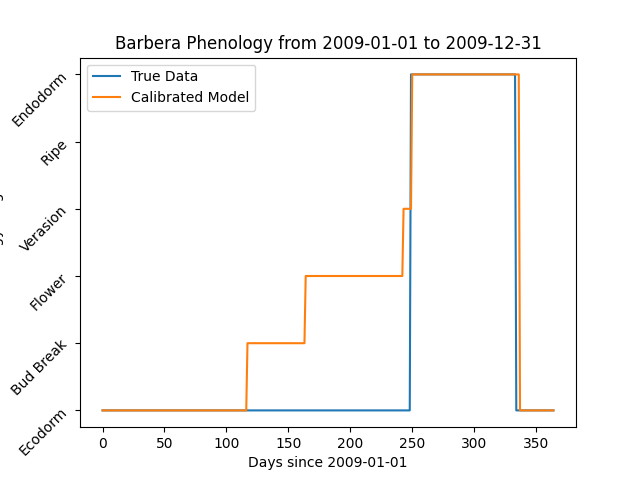 Barbera Phenology from 2009-01-01 to 2009-12-31
True Data
Calibrated Model
Endodorm
Ripe
Verasion
Flower
Bud Break
Ecodorm
0 50 100 150 200 250 300 350
Days since 2009-01-01